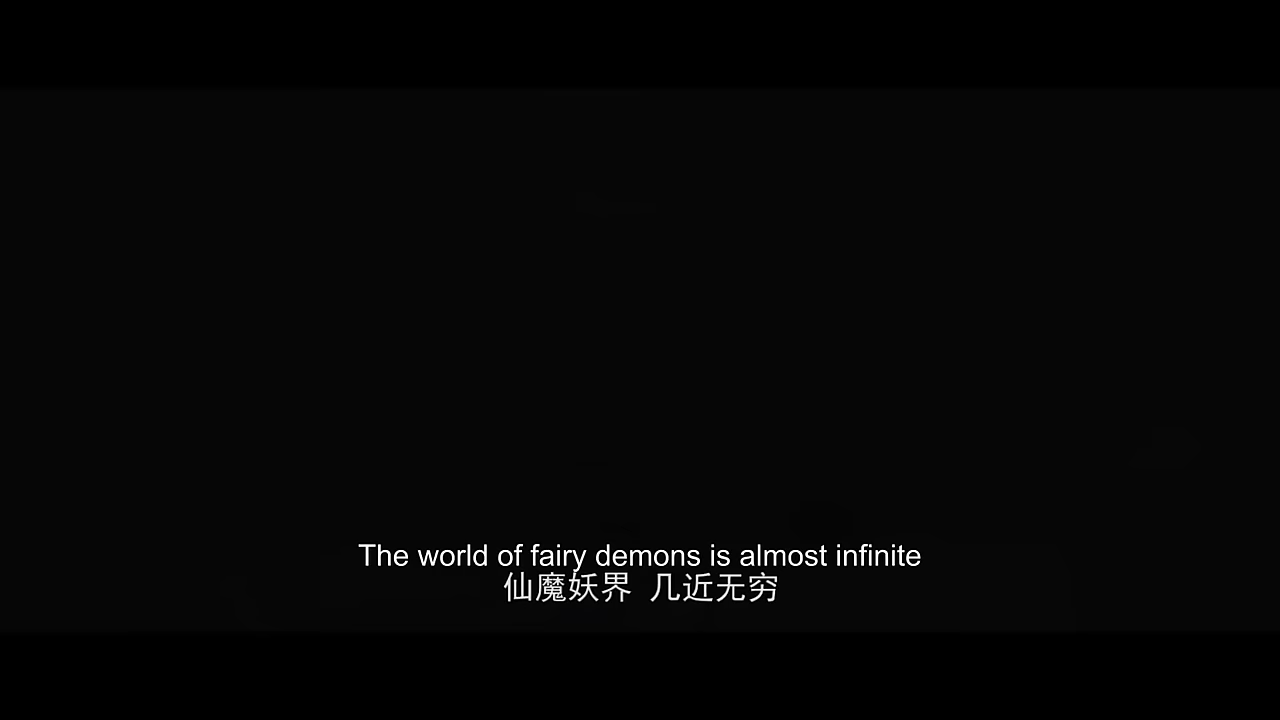 The world of fairy demons is almost infinite
仙魔妖界 几近无穷